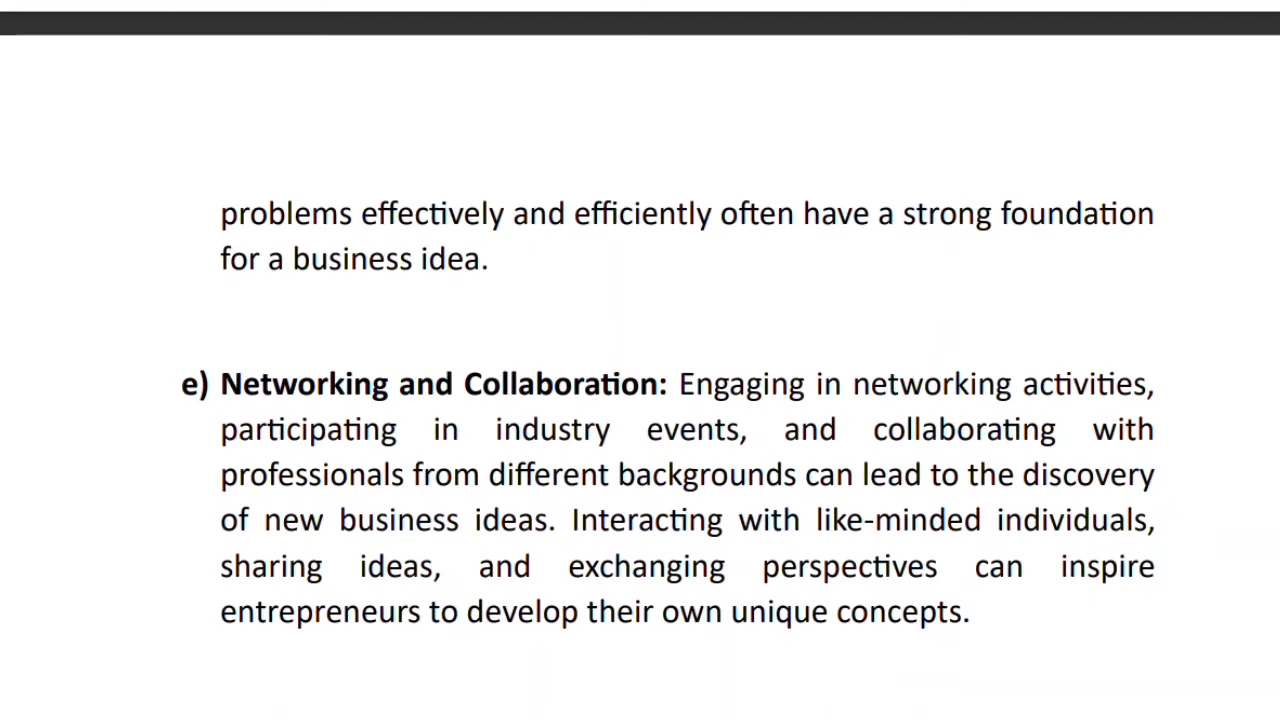 problems effectively and efficiently often have a strong foundation
for a business idea.
e) Networking and Collaboration: Engaging in networking activities,
participating in industry events, and collaborating with
professionals from different backgrounds can lead to the discovery
of new business ideas. Interacting with like-minded individuals,
sharing ideas, and exchanging perspectives can inspire
entrepreneurs to develop their own unique concepts.